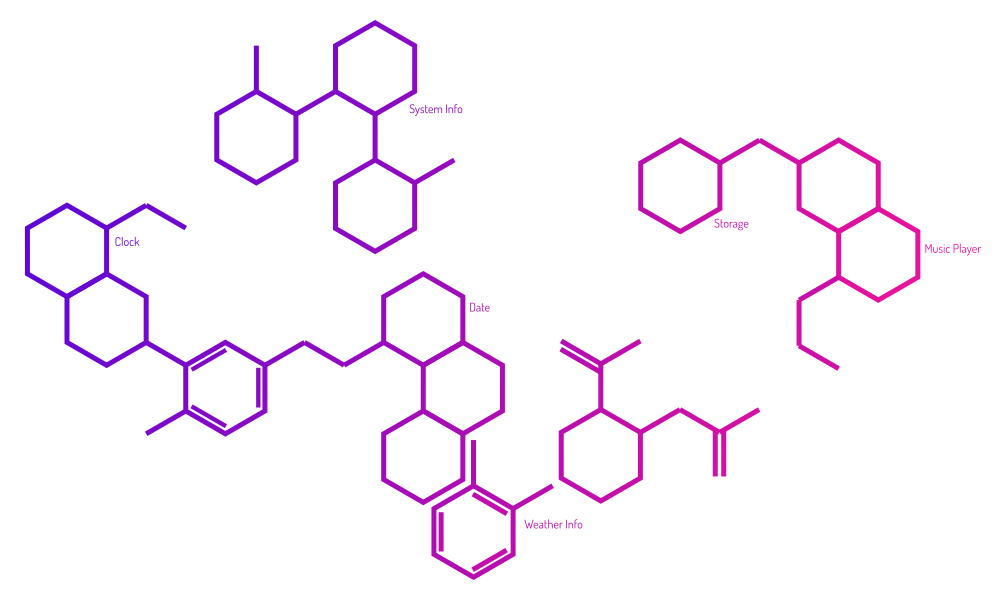 System Info
Storage
Clock
Music Player
Date
Weather Info